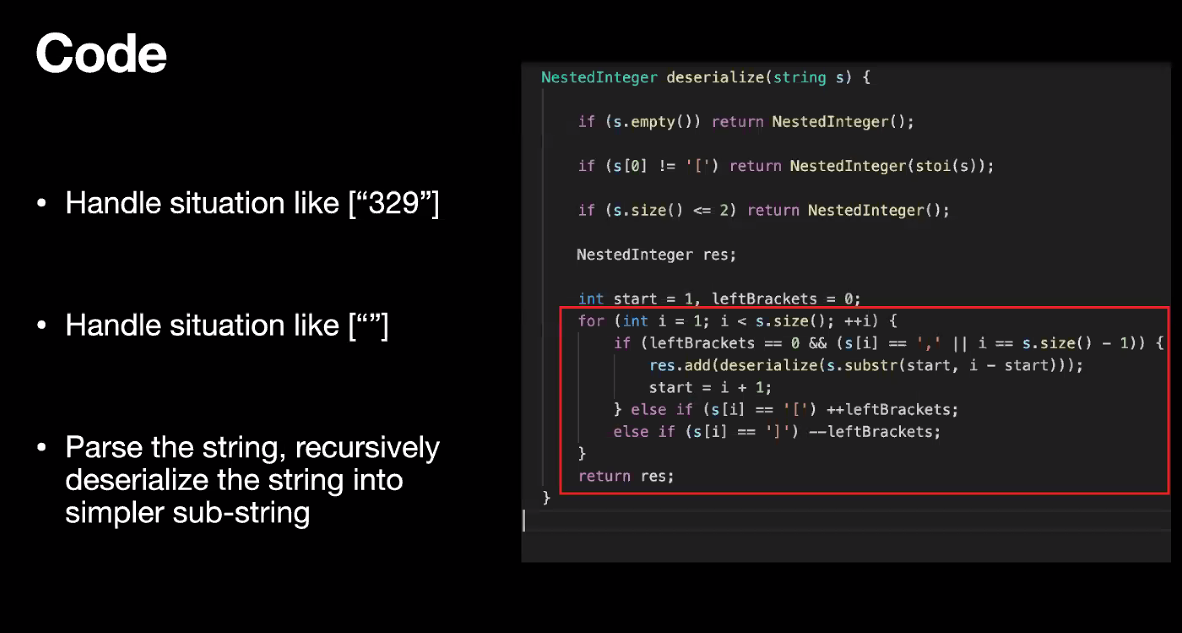 Code
• Handle situation like [“329”]
• Handle situation like [“”]
• Parse the string, recursively
deserialize the string into
simpler sub-string
NestedInteger deserialize(string s) {
if (s.empty()) return NestedInteger();
if (s[0] != '[') return NestedInteger(stoi(s));
if (s.size() <= 2) return NestedInteger();
NestedInteger res;
int start = 1, leftBrackets = 0;
for (int i = 1; i < s.size(); ++i) {
if (leftBrackets == 0 && (s[i] == ',' || i == s.size() - 1)) {
res.add(deserialize(s.substr(start, i - start)));
start = i + 1;
} else if (s[i] == '[') ++leftBrackets;
else if (s[i] == ']') --leftBrackets;
}
return res;
}